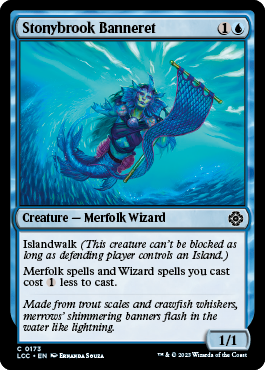 Stonybrook Banneret 1
Creature — Merfolk Wizard
Islandwalk (This creature can't be blocked as
long as defending player controls an Island.)
Merfolk spells and Wizard spells you cast
cost 1 less to cast.
Made from trout scales and crawfish whiskers,
merrows' shimmering banners flash in the
water like lightning.
1/1
C 0173
LCC • EN Ernanda Souza
™ & © 2023 Wizards of the Coast